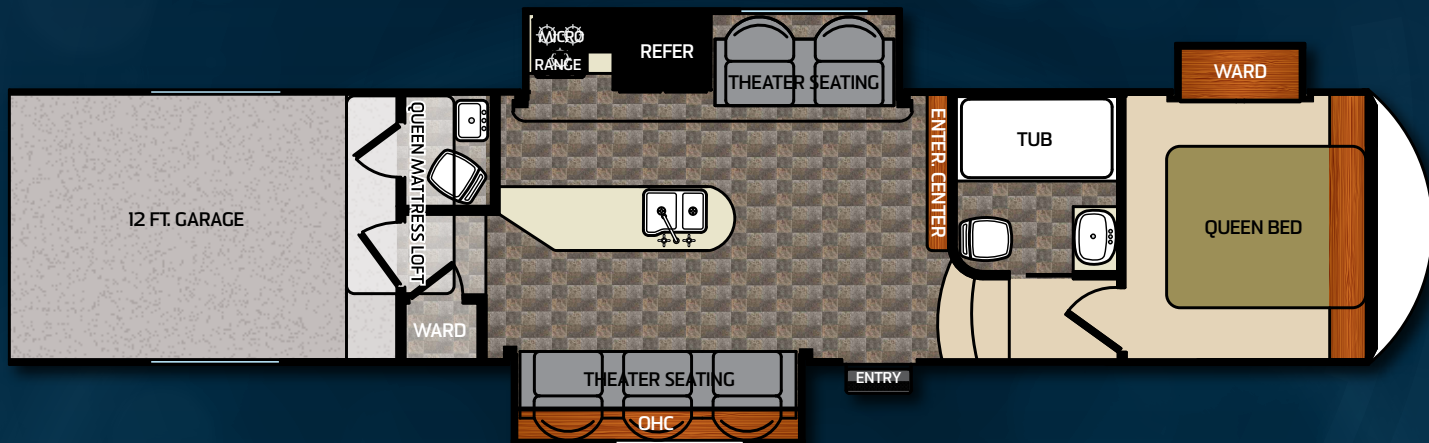 MICRO
RANGE
REFER
THEATER SEATING
WARD
12 FT. GARAGE
QUEEN MATTRESS LOFT
ENTER. CENTER
TUB
QUEEN BED
WARD
THEATER SEATING
OHC
ENTRY